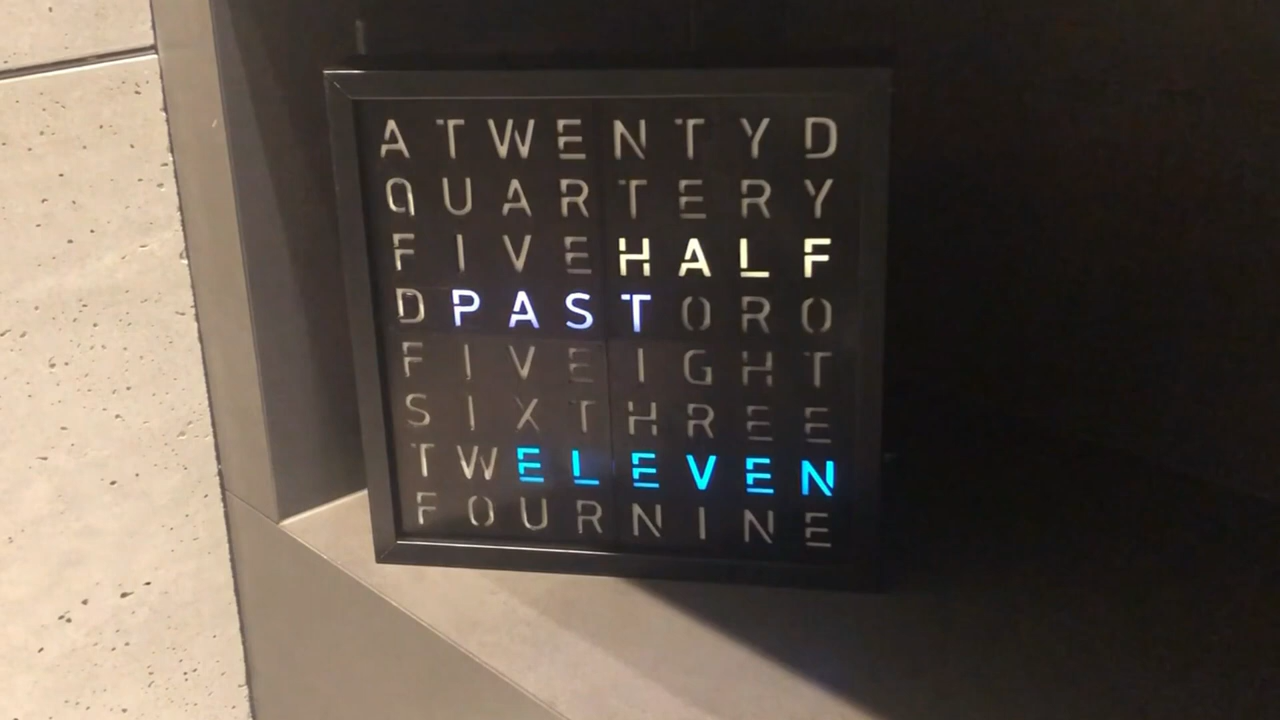 ATWENTYD
QUARTERY
FIVEHALF
DPASTORO
FIVEIGHT
SIXTHREE
TWELEVEN
FOURNINE